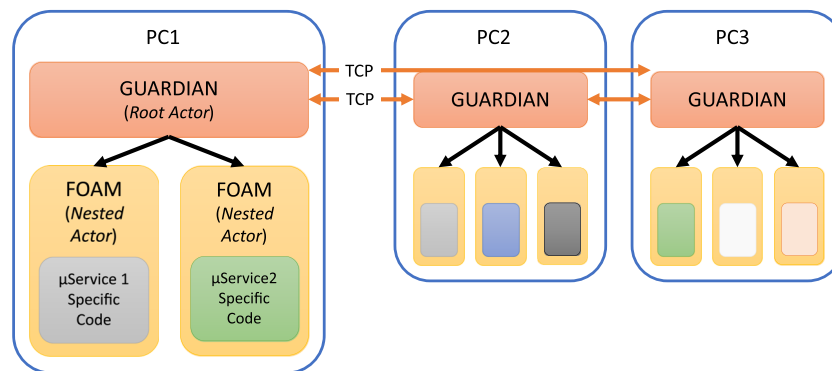 PC1
PC2
PC3
TCP
GUARDIAN
(Root Actor)
TCP
GUARDIAN
GUARDIAN
FOAM
(Nested
Actor)
FOAM
(Nested
Actor)
µService 1
Specific
Code
µService2
Specific
Code